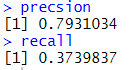 > precsion
[1] 0.7931034
> recall
[1] 0.3739837